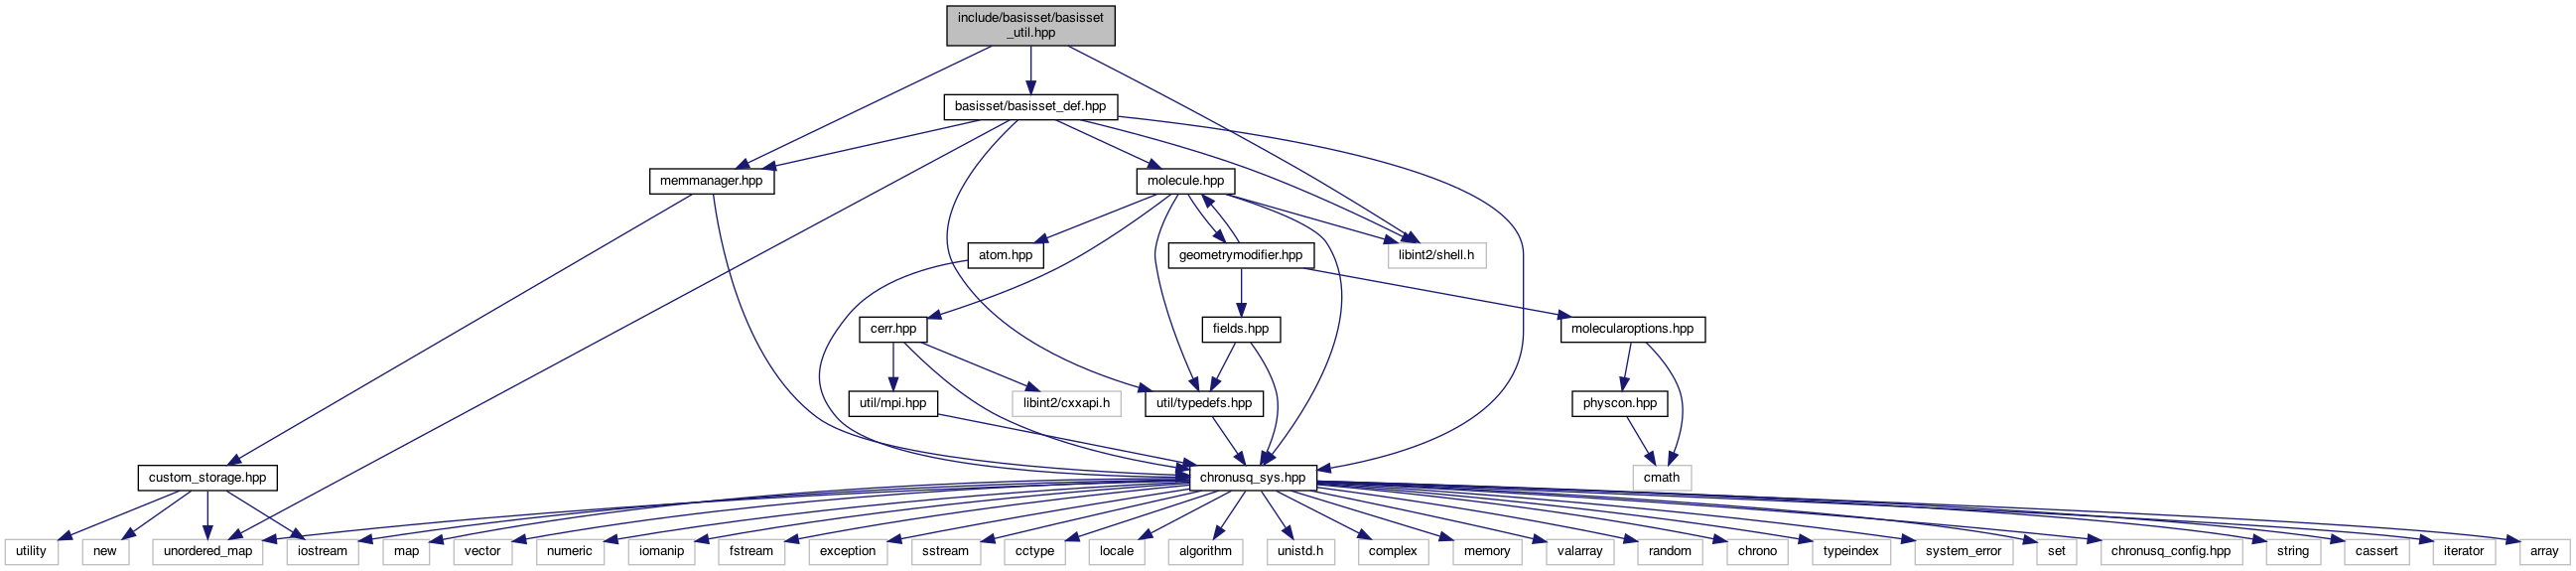 include/basisset/basisset
_util.hpp
basisset/basisset_def.hpp
memmanager.hpp
molecule.hpp
atom.hpp
geometrymodifier.hpp
libint2/shell.h
cerr.hpp
fields.hpp
molecularoptions.hpp
util/mpi.hpp
libint2/cxxapi.h
util/typedefs.hpp
physcon.hpp
custom_storage.hpp
chronusq_sys.hpp
cmath
utility
new
unordered_map
iostream
map
vector
numeric
iomanip
fstream
exception
sstream
cctype
locale
algorithm
unistd.h
complex
memory
valarray
random
chrono
typeindex
system_error
set
chronusq_config.hpp
string
cassert
iterator
array